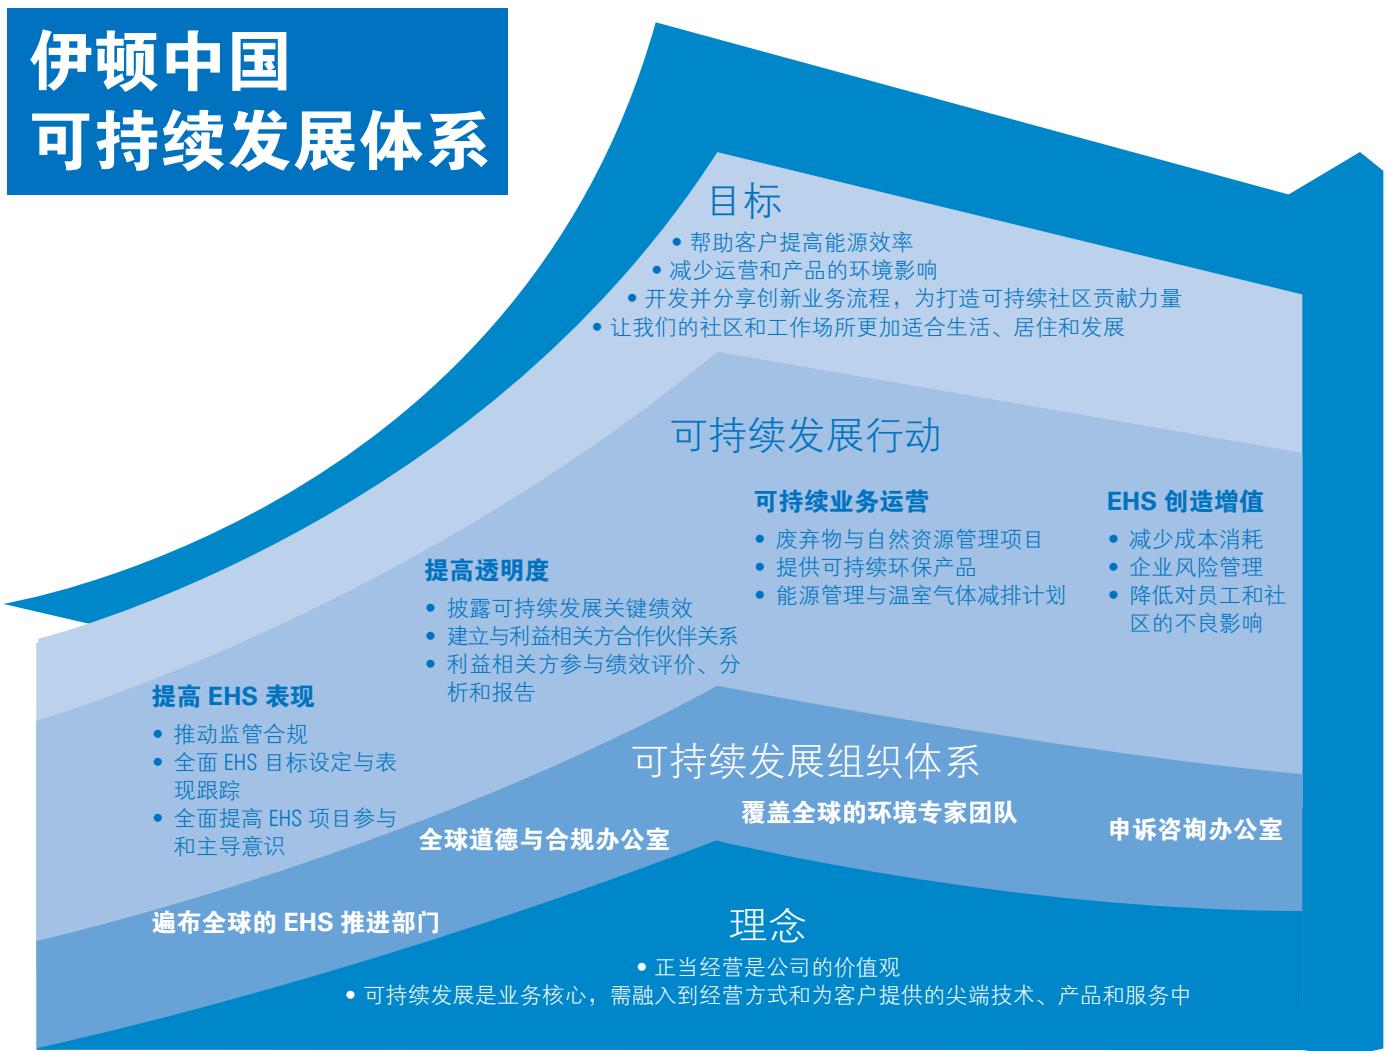 伊顿中国
可持续发展体系
目标
• 帮助客户提高能源效率
• 减少运营和产品的环境影响
• 开发并分享创新业务流程，为打造可持续社区贡献力量
• 让我们的社区和工作场所更加适合生活、居住和发展
可持续发展行动
可持续业务运营
• 废弃物与自然资源管理项目
• 提供可持续环保产品
• 能源管理与温室气体减排计划
EHS 创造增值
• 减少成本消耗
• 企业风险管理
• 降低对员工和社
区的不良影响
提高透明度
• 披露可持续发展关键绩效
• 建立与利益相关方合作伙伴关系
• 利益相关方参与绩效评价、分
析和报告
提高 EHS 表现
• 推动监管合规
• 全面 EHS 目标设定与表
现跟踪
• 全面提高 EHS 项目参与
和主导意识
可持续发展组织体系
覆盖全球的环境专家团队
申诉咨询办公室
全球道德与合规办公室
遍布全球的 EHS 推进部门
理念
• 正当经营是公司的价值观
• 可持续发展是业务核心，需融入到经营方式和为客户提供的尖端技术、产品和服务中